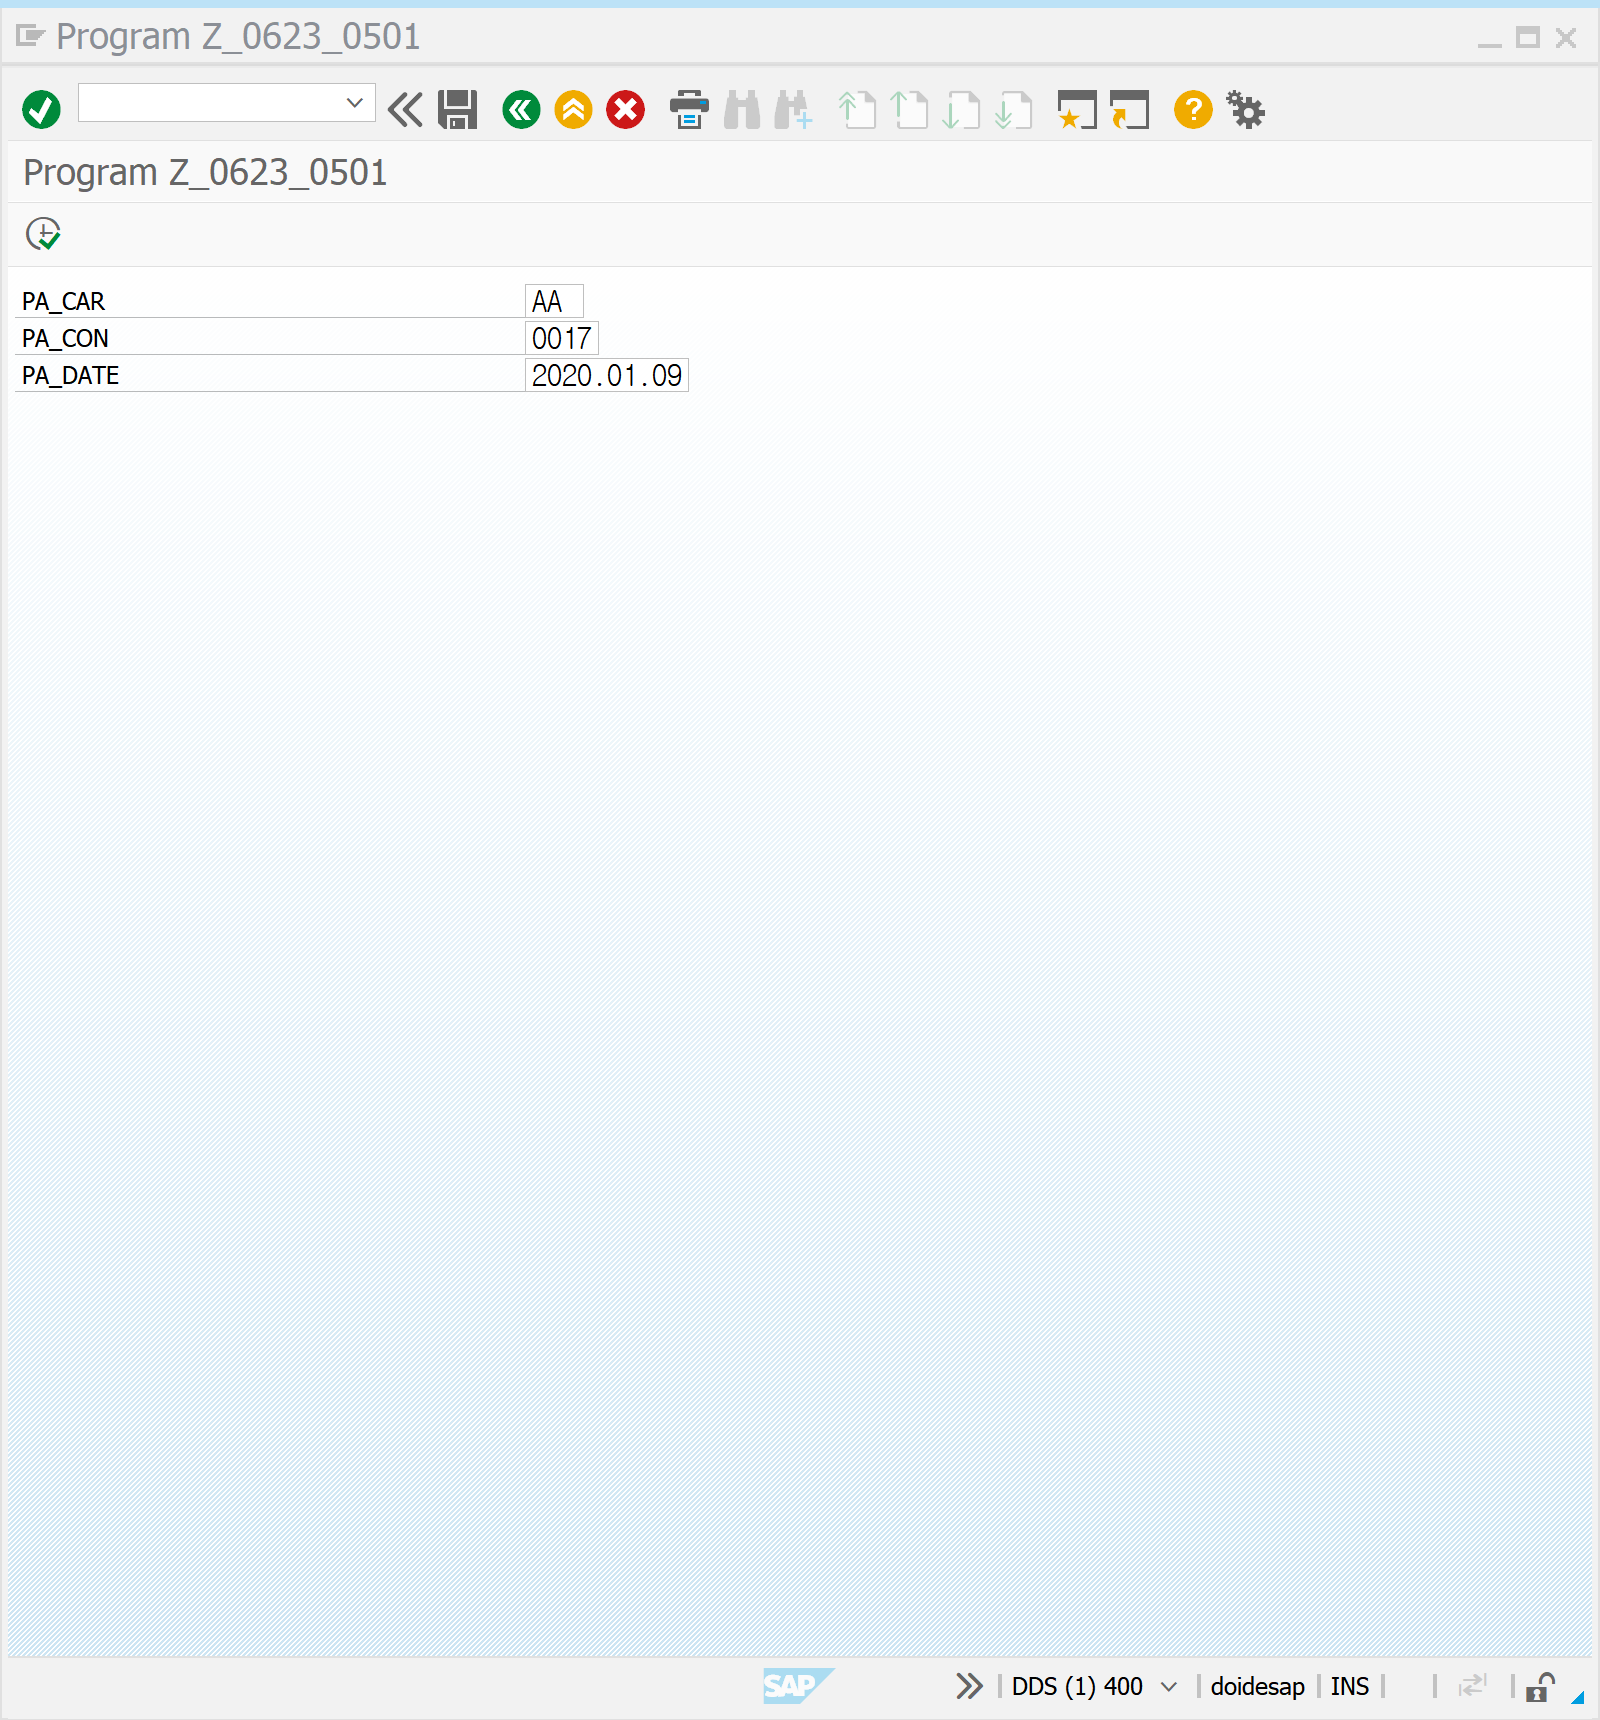 Program Z_0623_0501
Program Z_0623_0501
PA_CAR AA
PA_CON 0017
PA_DATE 2020.01.09
SAP DDS (1) 400 doidesap INS